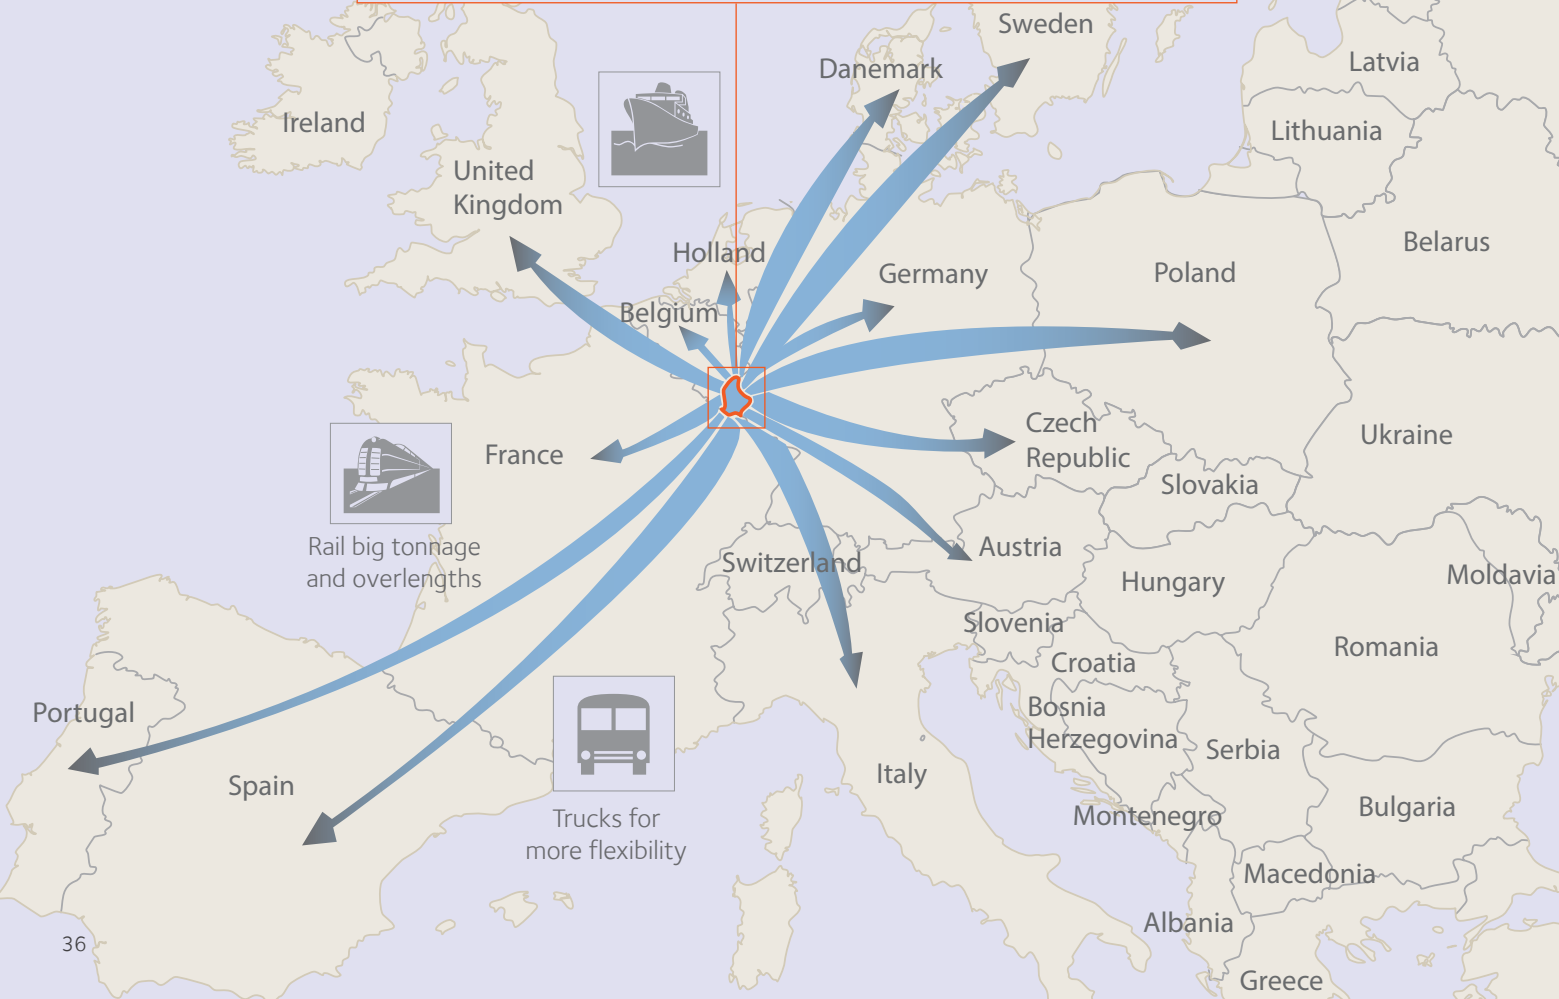 Sweden
Danemark
Latvia
Ireland
Lithuania
United
Kingdom
Belarus
Holland
Germany
Poland
Belgium
Czech
Republic
Ukraine
France
Slovakia
Rail big tonnage
and overlengths
Switzerland
Austria
Hungary
Moldavia
Slovenia
Romania
Croatia
Portugal
Bosnia
Herzegovina
Serbia
Spain
Italy
Trucks for
more flexibility
Montenegro
Bulgaria
Macedonia
Albania
36
Greece